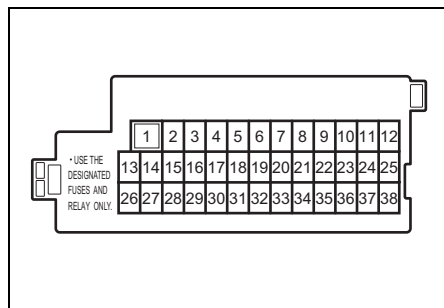 1 2 3 4 5 6 7 8 9 10 11 12
• USE THE
DESIGNATED
FUSES AND
RELAY ONLY.
13 14 15 16 17 18 19 20 21 22 23 24 25
26 27 28 29 30 31 32 33 34 35 36 37 38